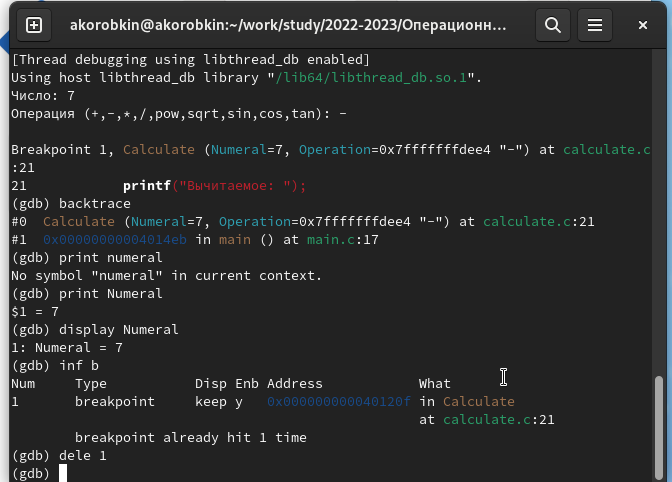 akorobkin@akorobkin:~/work/study/2022-2023/Операционн...
[Thread debugging using libthread_db enabled]
Using host libthread_db library "/lib64/libthread_db.so.1".
Число: 7
Операция (+,-,*,/,pow,sqrt,sin,cos,tan): -
Breakpoint 1, Calculate (Numeral=7, Operation=0x7fffffffdee4 "-") at calculate.c
:21
21          printf("Вычитаемое: ");
(gdb) backtrace
#0  Calculate (Numeral=7, Operation=0x7fffffffdee4 "-") at calculate.c:21
#1  0x00000000004014eb in main () at main.c:17
(gdb) print numeral
No symbol "numeral" in current context.
(gdb) print Numeral
$1 = 7
(gdb) display Numeral
1: Numeral = 7
(gdb) inf b
Num     Type           Disp Enb Address            What
1       breakpoint     keep y   0x000000000040120f in Calculate
                                                   at calculate.c:21
        breakpoint already hit 1 time
(gdb) dele 1
(gdb)